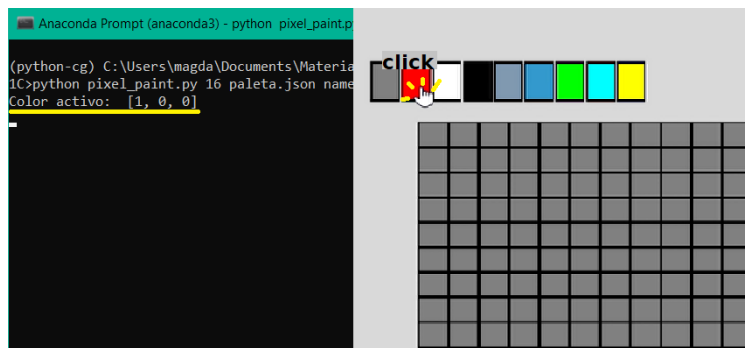 Anaconda Prompt (anaconda3) - python pixel_paint.p
(python-cg) C:\Users\magda\Documents\Materia
1C>python pixel_paint.py 16 paleta.json name
Color activo:  [1, 0, 0]
click